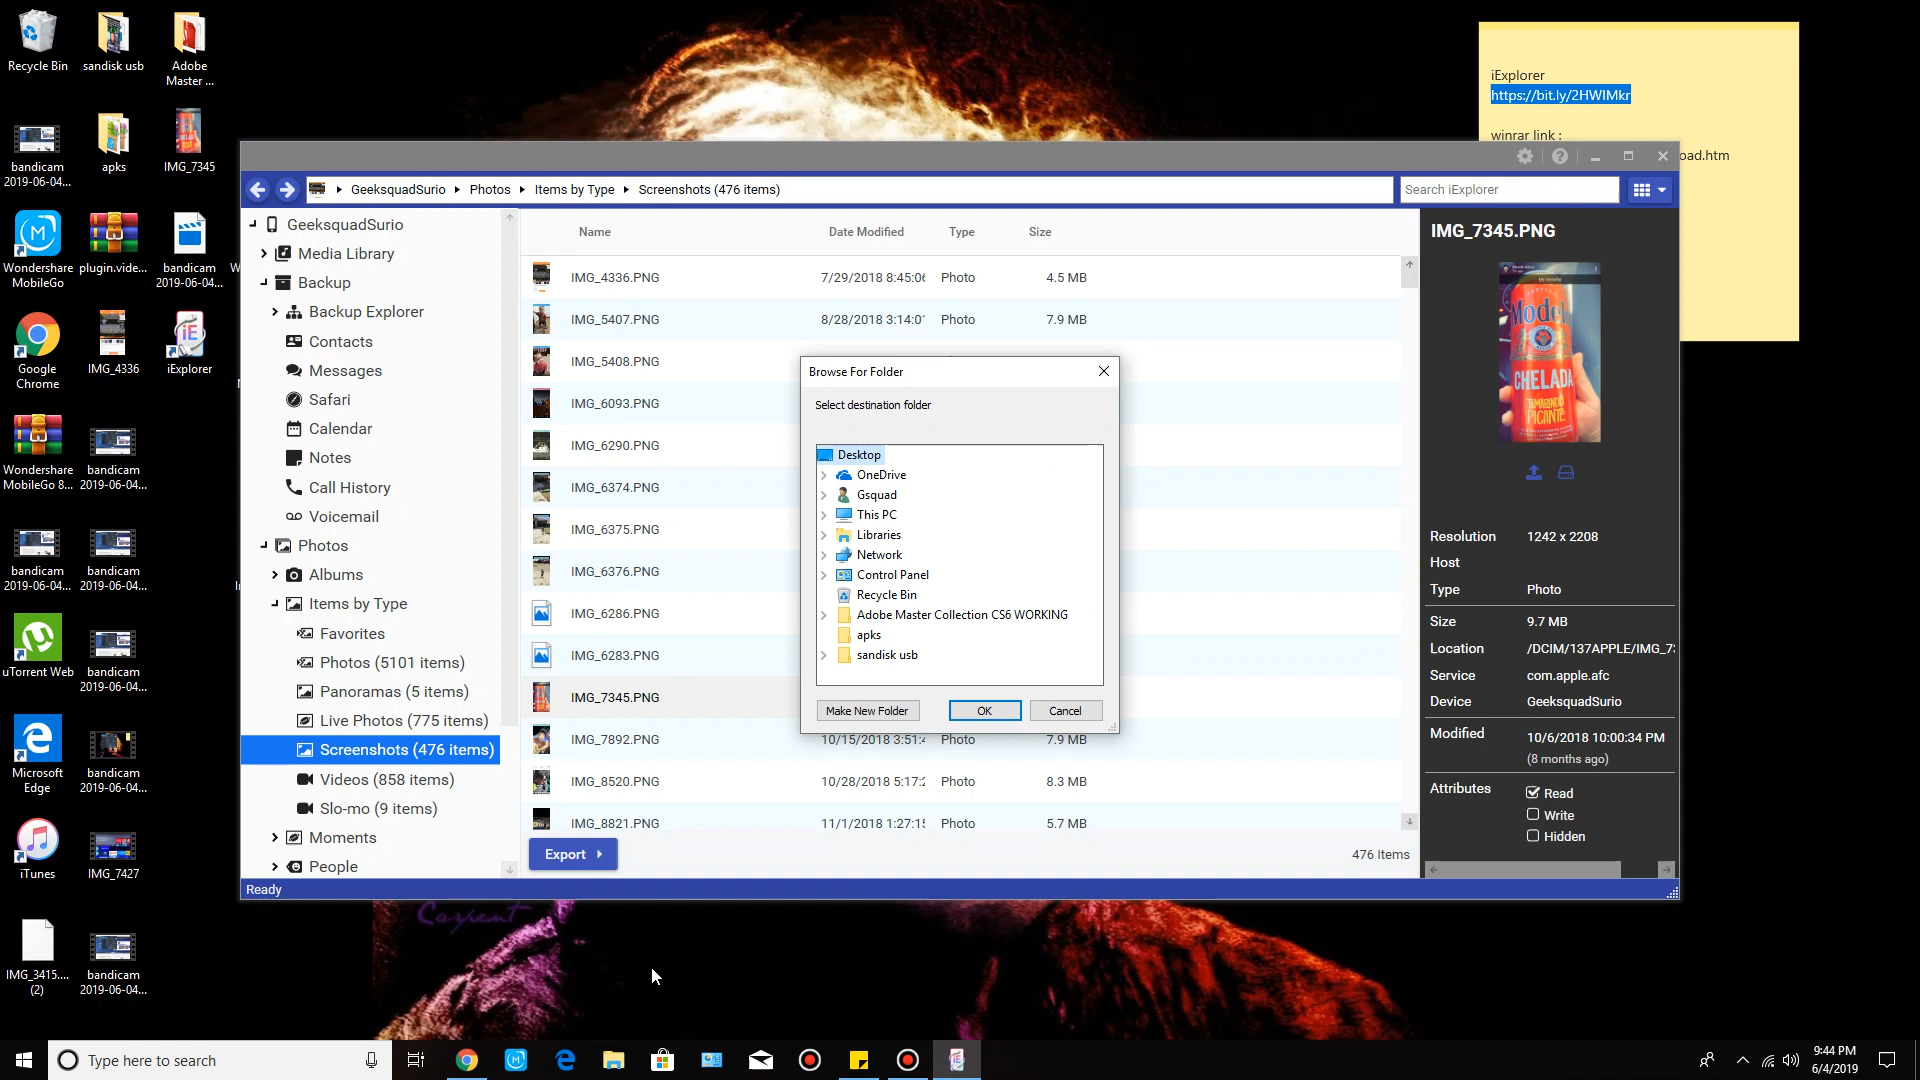 Recycle Bin
sandisk usb
Adobe Master ...
bandicam 2019-06-04...
apks
IMG_7345
Wondershare MobileGo
plugin.vide...
bandicam 2019-06-04...
Google Chrome
IMG_4336
iExplorer
Wondershare MobileGo 8...
bandicam 2019-06-04...
bandicam 2019-06-04...
bandicam 2019-06-04...
uTorrent Web
bandicam 2019-06-04...
Microsoft Edge
bandicam 2019-06-04...
iTunes
IMG_7427
IMG_3415.... (2)
bandicam 2019-06-04...
iExplorer
https://bit.ly/2HWIMkr
winrar link :
oad.htm
GeeksquadSurio
Photos
Items by Type
Screenshots (476 items)
Search iExplorer
GeeksquadSurio
Media Library
Backup
Backup Explorer
Contacts
Messages
Safari
Calendar
Notes
Call History
Voicemail
Photos
Albums
Items by Type
Favorites
Photos (5101 items)
Panoramas (5 items)
Live Photos (775 items)
Screenshots (476 items)
Videos (858 items)
Slo-mo (9 items)
Moments
People
Name Date Modified Type Size
IMG_4336.PNG 7/29/2018 8:45:06 Photo 4.5 MB
IMG_5407.PNG 8/28/2018 3:14:0 Photo 7.9 MB
IMG_5408.PNG
IMG_6093.PNG
IMG_6290.PNG
IMG_6374.PNG
IMG_6375.PNG
IMG_6376.PNG
IMG_6286.PNG
IMG_6283.PNG
IMG_7345.PNG
IMG_7892.PNG 10/15/2018 3:51: Photo 7.9 MB
IMG_8520.PNG 10/28/2018 5:17: Photo 8.3 MB
IMG_8821.PNG 11/1/2018 1:27:1 Photo 5.7 MB
Export
476 Items
Ready
Browse For Folder
Select destination folder
Desktop
OneDrive
Gsquad
This PC
Libraries
Network
Control Panel
Recycle Bin
Adobe Master Collection CS6 WORKING
apks
sandisk usb
Make New Folder
OK
Cancel
IMG_7345.PNG
Model
CHELADA
TAMARINDO
PICANTE
Resolution 1242 x 2208
Host
Type Photo
Size 9.7 MB
Location /DCIM/137APPLE/IMG_7
Service com.apple.afc
Device GeeksquadSurio
Modified 10/6/2018 10:00:34 PM
(8 months ago)
Attributes Read
Write
Hidden
Type here to search
9:44 PM
6/4/2019